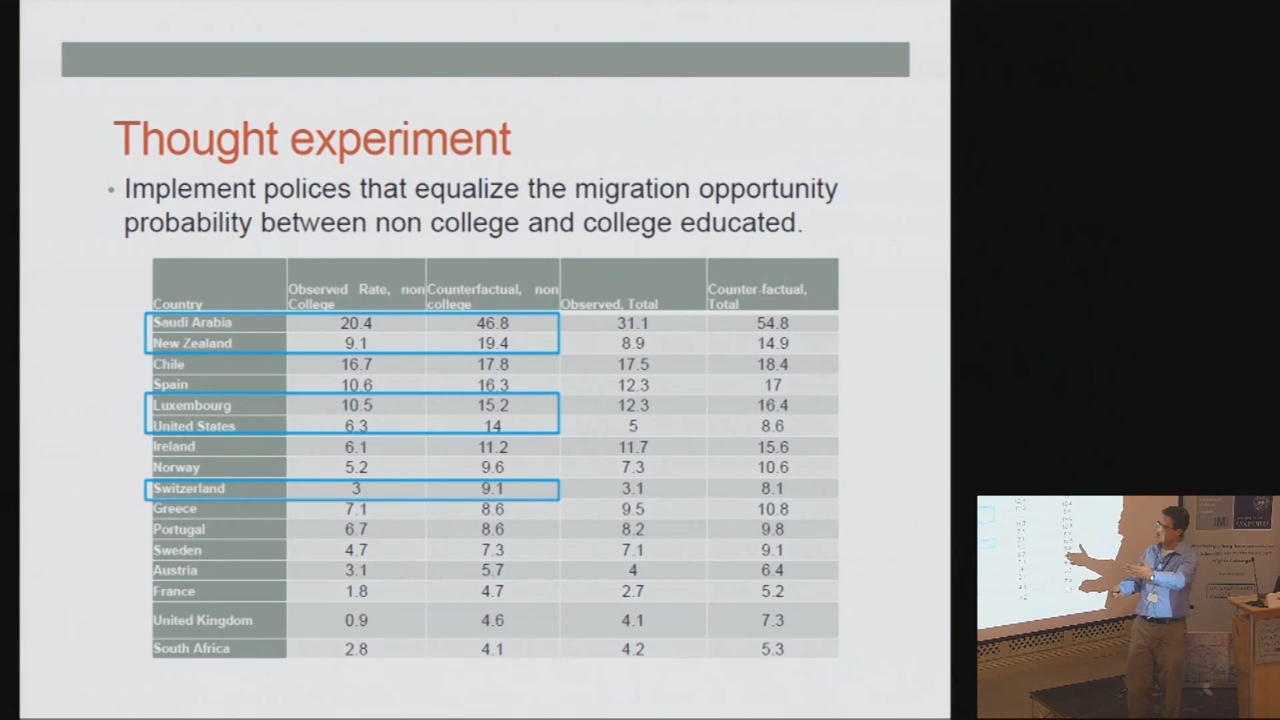 Thought experiment
• Implement polices that equalize the migration opportunity
probability between non college and college educated.
Country Observed Rate, non College Counterfactual, non college Observed, Total Counter-factual, Total
Saudi Arabia 20.4 46.8 31.1 54.8
New Zealand 9.1 19.4 8.9 14.9
Chile 16.7 17.8 17.5 18.4
Spain 10.6 16.3 12.3 17
Luxembourg 10.5 15.2 12.3 16.4
United States 6.3 14 5 8.6
Ireland 6.1 11.2 11.7 15.6
Norway 5.2 9.6 7.3 10.6
Switzerland 3 9.1 3.1 8.1
Greece 7.1 8.6 9.5 10.8
Portugal 6.7 8.6 8.2 9.8
Sweden 4.7 7.3 7.1 9.1
Austria 3.1 5.7 4 6.4
France 1.8 4.7 2.7 5.2
United Kingdom 0.9 4.6 4.1 7.3
South Africa 2.8 4.1 4.2 5.3
IMI
OXFORD